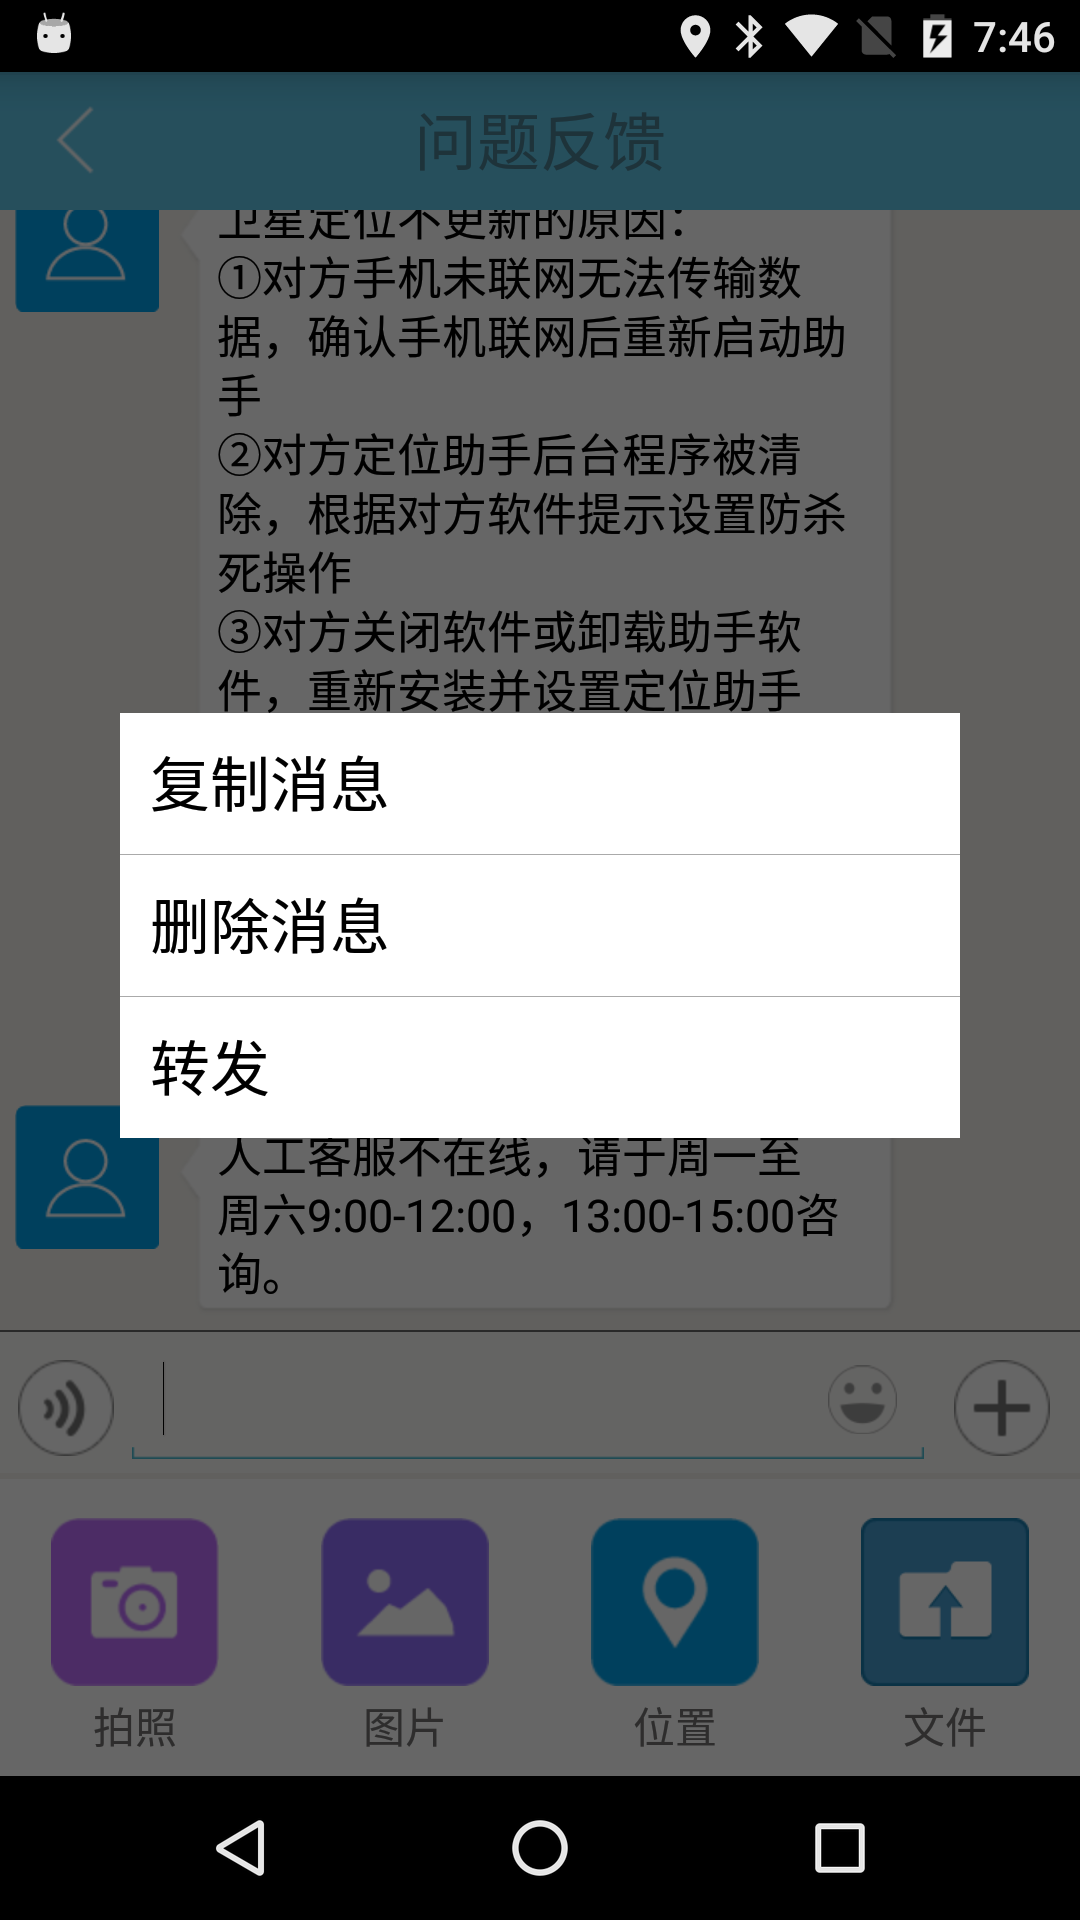 7:46
问题反馈
卫星定位不更新的原因：
①对方手机未联网无法传输数
据，确认手机联网后重新启动助
手
②对方定位助手后台程序被清
除，根据对方软件提示设置防杀
死操作
③对方关闭软件或卸载助手软
件，重新安装并设置定位助手
复制消息
删除消息
转发
人工客服不在线，请于周一至
周六9:00-12:00，13:00-15:00咨
询。
拍照
图片
位置
文件